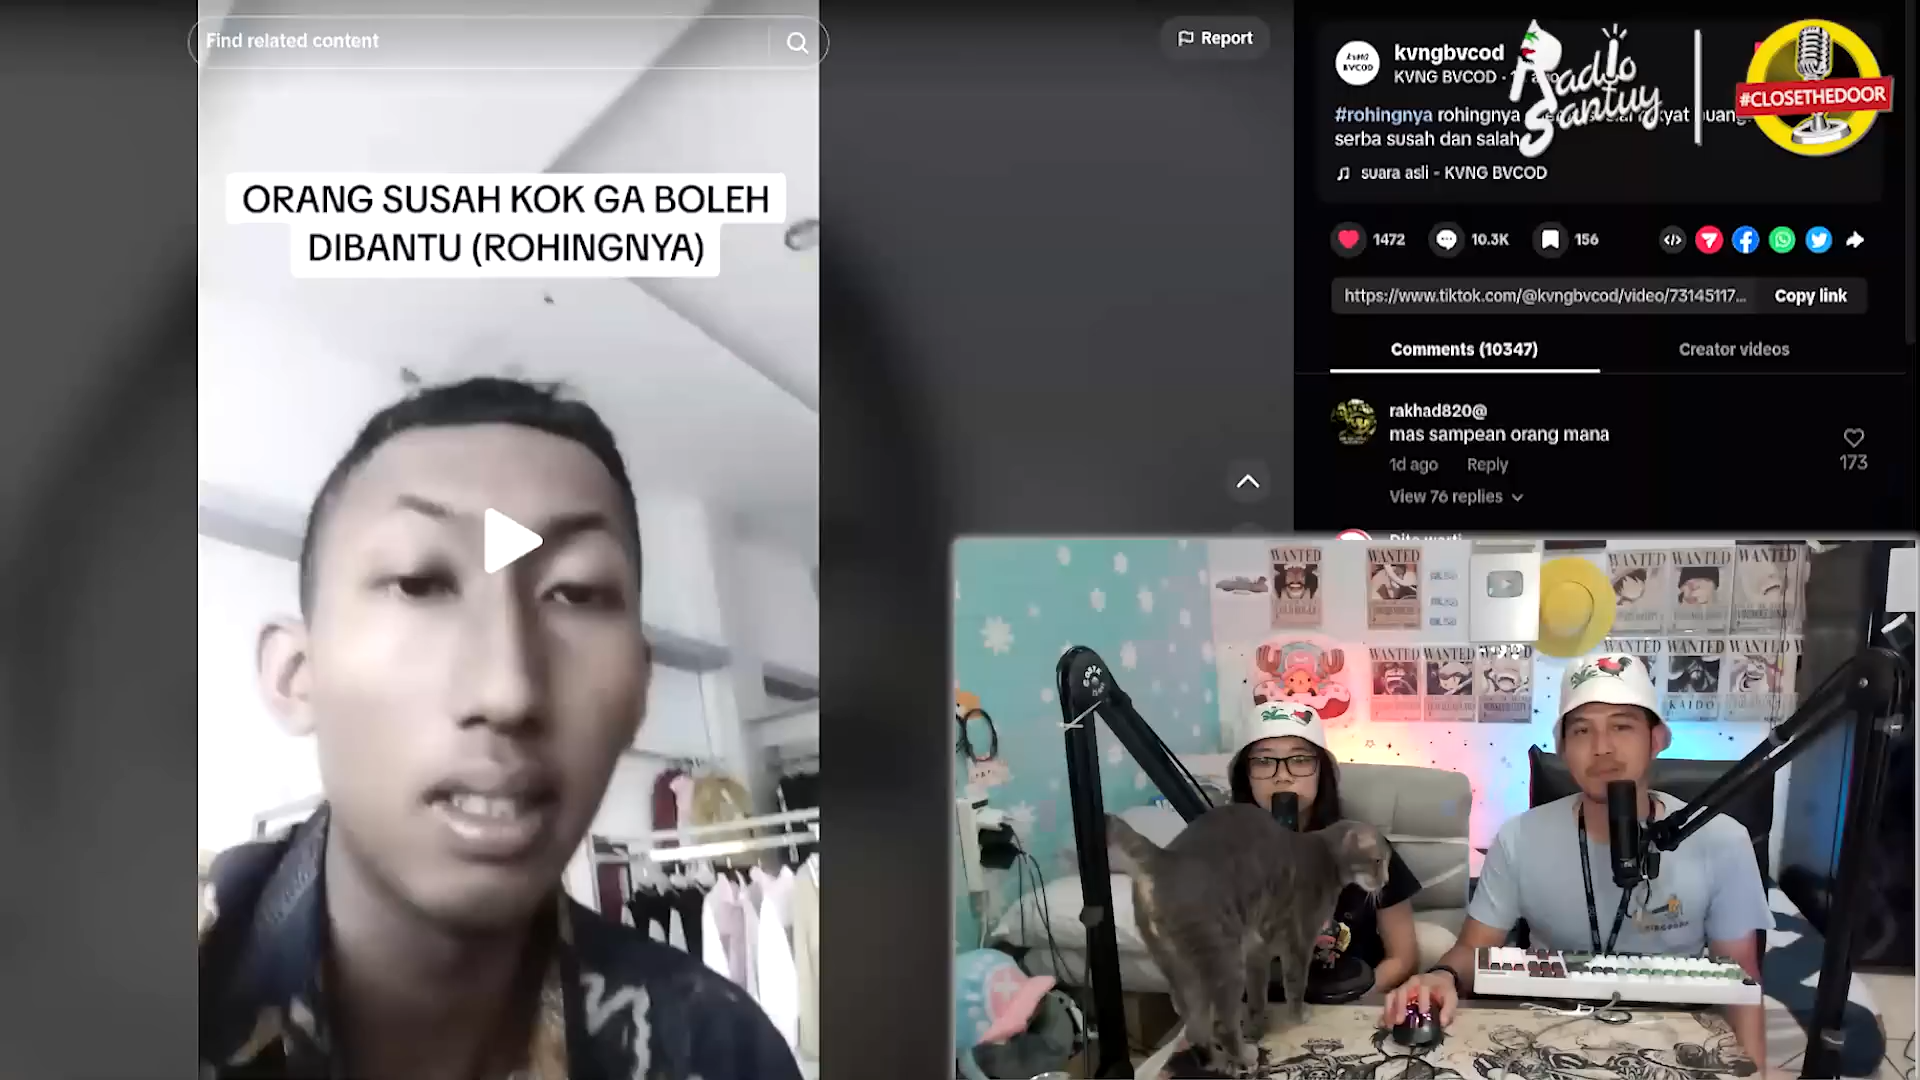 Find related content
Report
ORANG SUSAH KOK GA BOLEH
DIBANTU (ROHINGNYA)
kvngbvcod
KVNG BVCOD
KVNG BVCOD
Radio
Santuy
#CLOSETHEDOOR
#rohingnya rohingnya
serba susah dan salah
suara asli - KVNG BVCOD
1472
10.3K
156
https://www.tiktok.com/@kvngbvcod/video/73145117...
Copy link
Comments (10347)
Creator videos
rakhad820@
mas sampean orang mana
1d ago
Reply
173
View 76 replies
WANTED
WANTED
WANTED
WANTED
WANTED
WANTED
WANTED
WANTED
WANTED
WANTED
WANTED
KAIDO